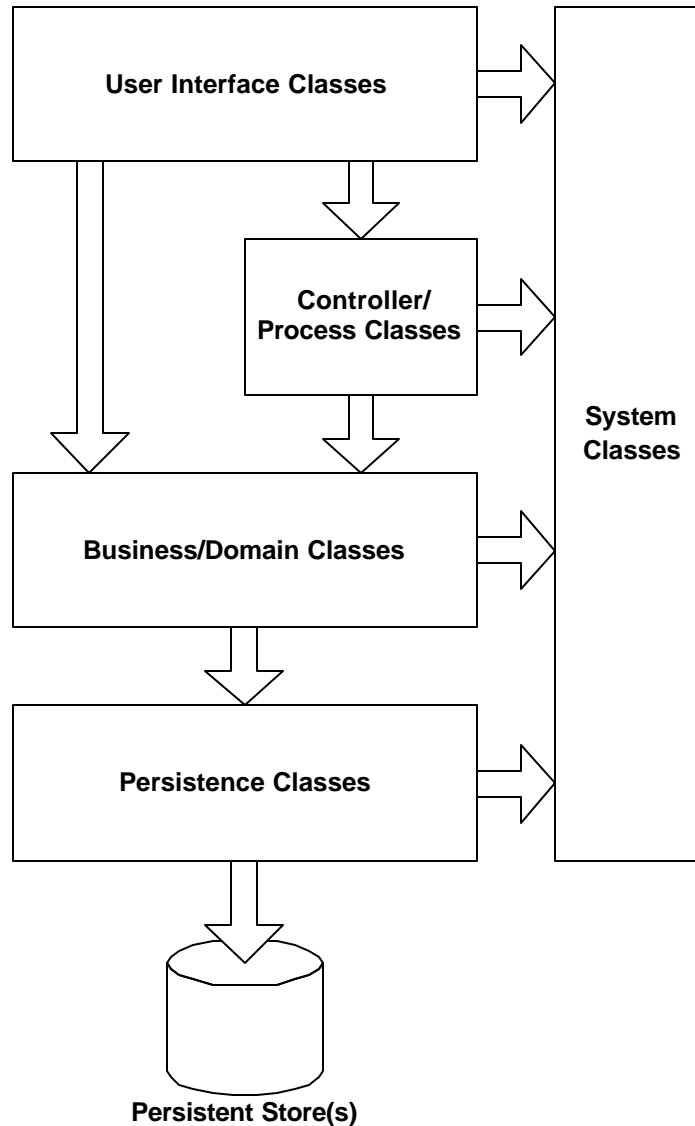 User Interface Classes
Controller/
Process Classes
System
Classes
Business/Domain Classes
Persistence Classes
Persistent Store(s)